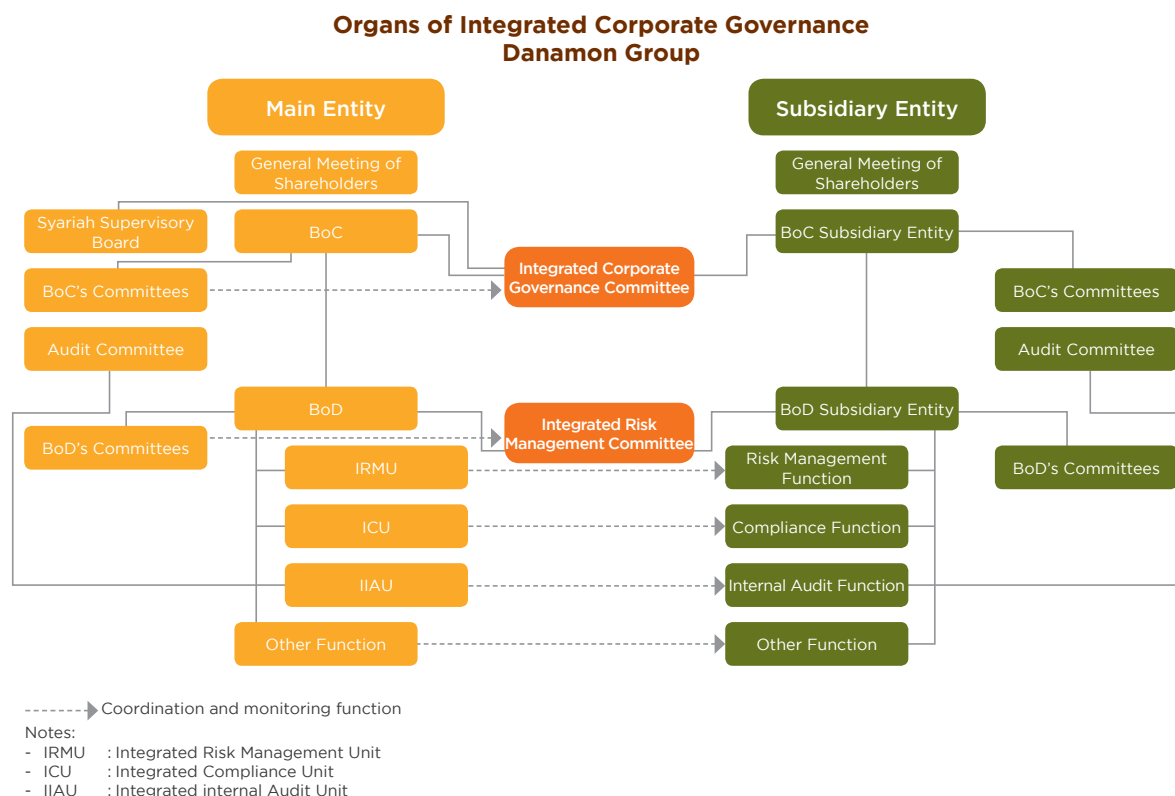 Organs of Integrated Corporate Governance
Danamon Group
Main Entity
Subsidiary Entity
General Meeting of
Shareholders
General Meeting of
Shareholders
Syariah Supervisory
Board
BoC
BoC Subsidiary Entity
Integrated Corporate
Governance Committee
BoC's Committees
BoC's Committees
Audit Committee
Audit Committee
BoD
BoD Subsidiary Entity
Integrated Risk
Management Committee
BoD's Committees
BoD's Committees
IRMU
Risk Management
Function
ICU
Compliance Function
IIAU
Internal Audit Function
Other Function
Other Function
Coordination and monitoring function
Notes:
- IRMU : Integrated Risk Management Unit
- ICU : Integrated Compliance Unit
- IIAU : Integrated internal Audit Unit